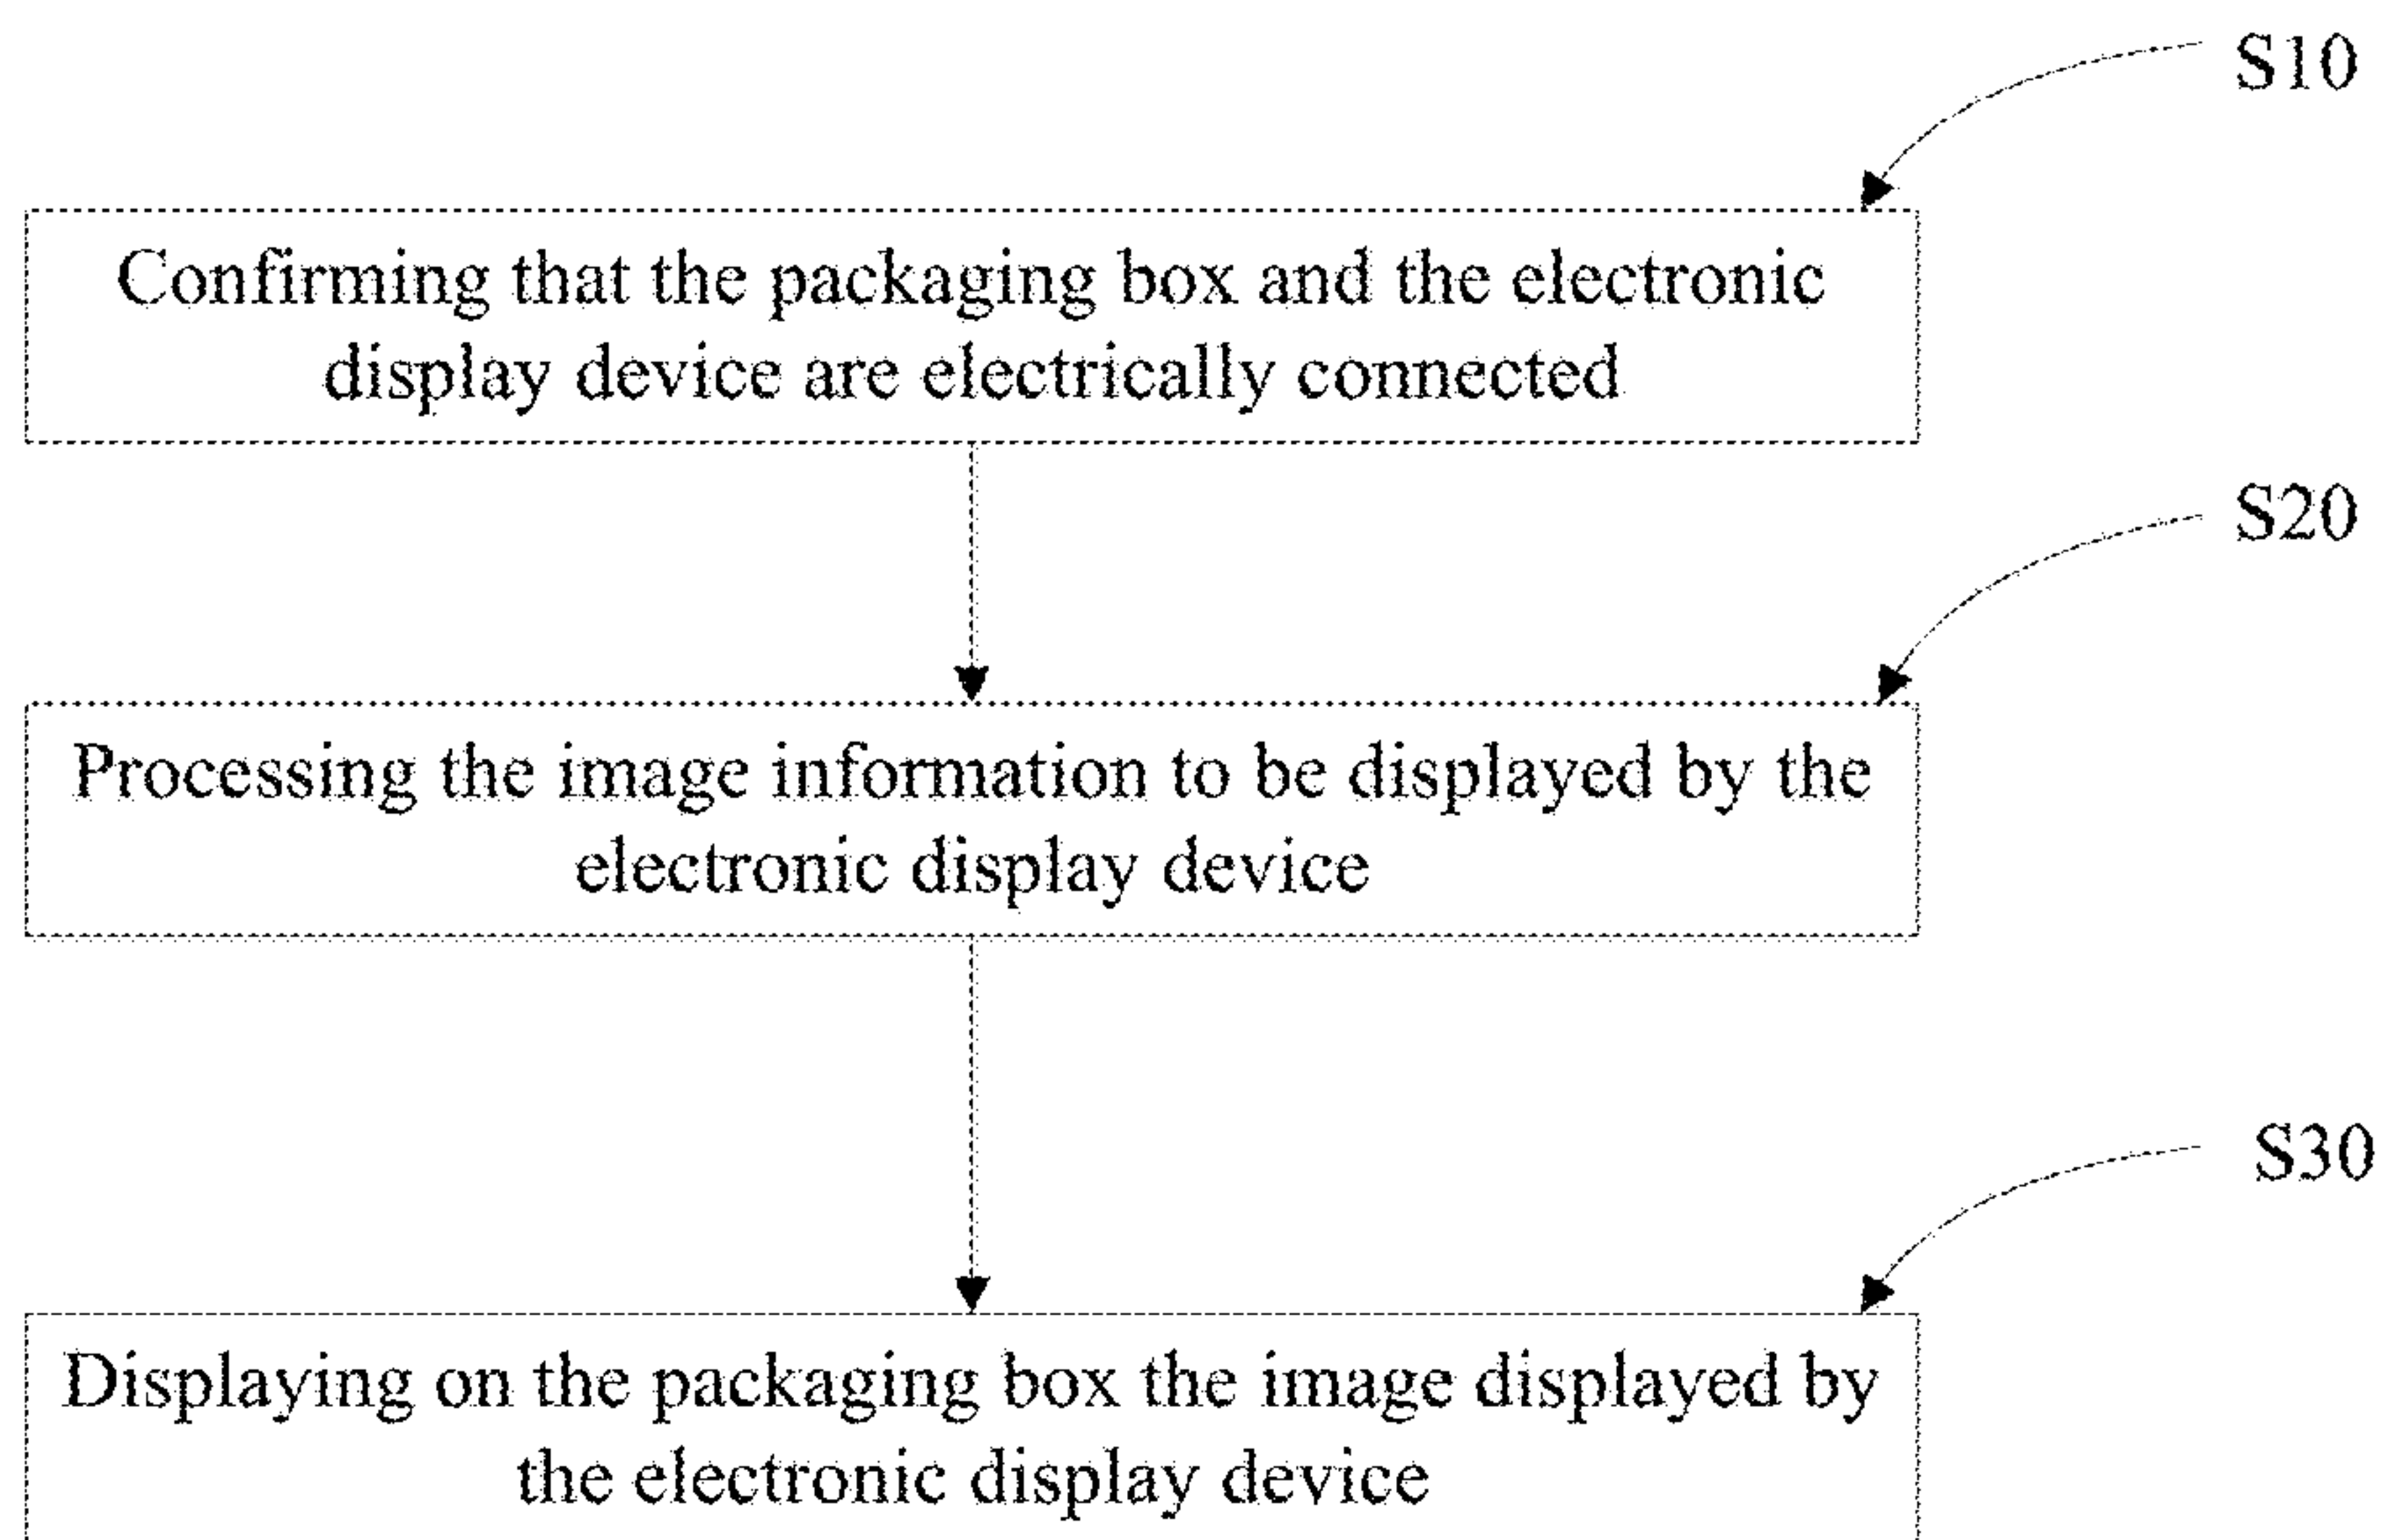 S10
Confirming that the packaging box and the electronic
display device are electrically connected
S20
Processing the image information to be displayed by the
electronic display device
S30
Displaying on the packaging box the image displayed by
the electronic display device